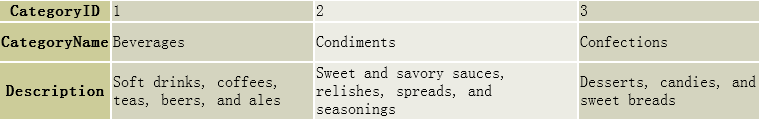 CategoryID 1 2 3
CategoryName Beverages Condiments Confections
Description
Soft drinks, coffees,
teas, beers, and ales
Sweet and savory sauces,
relishes, spreads, and
seasonings
Desserts, candies, and
sweet breads